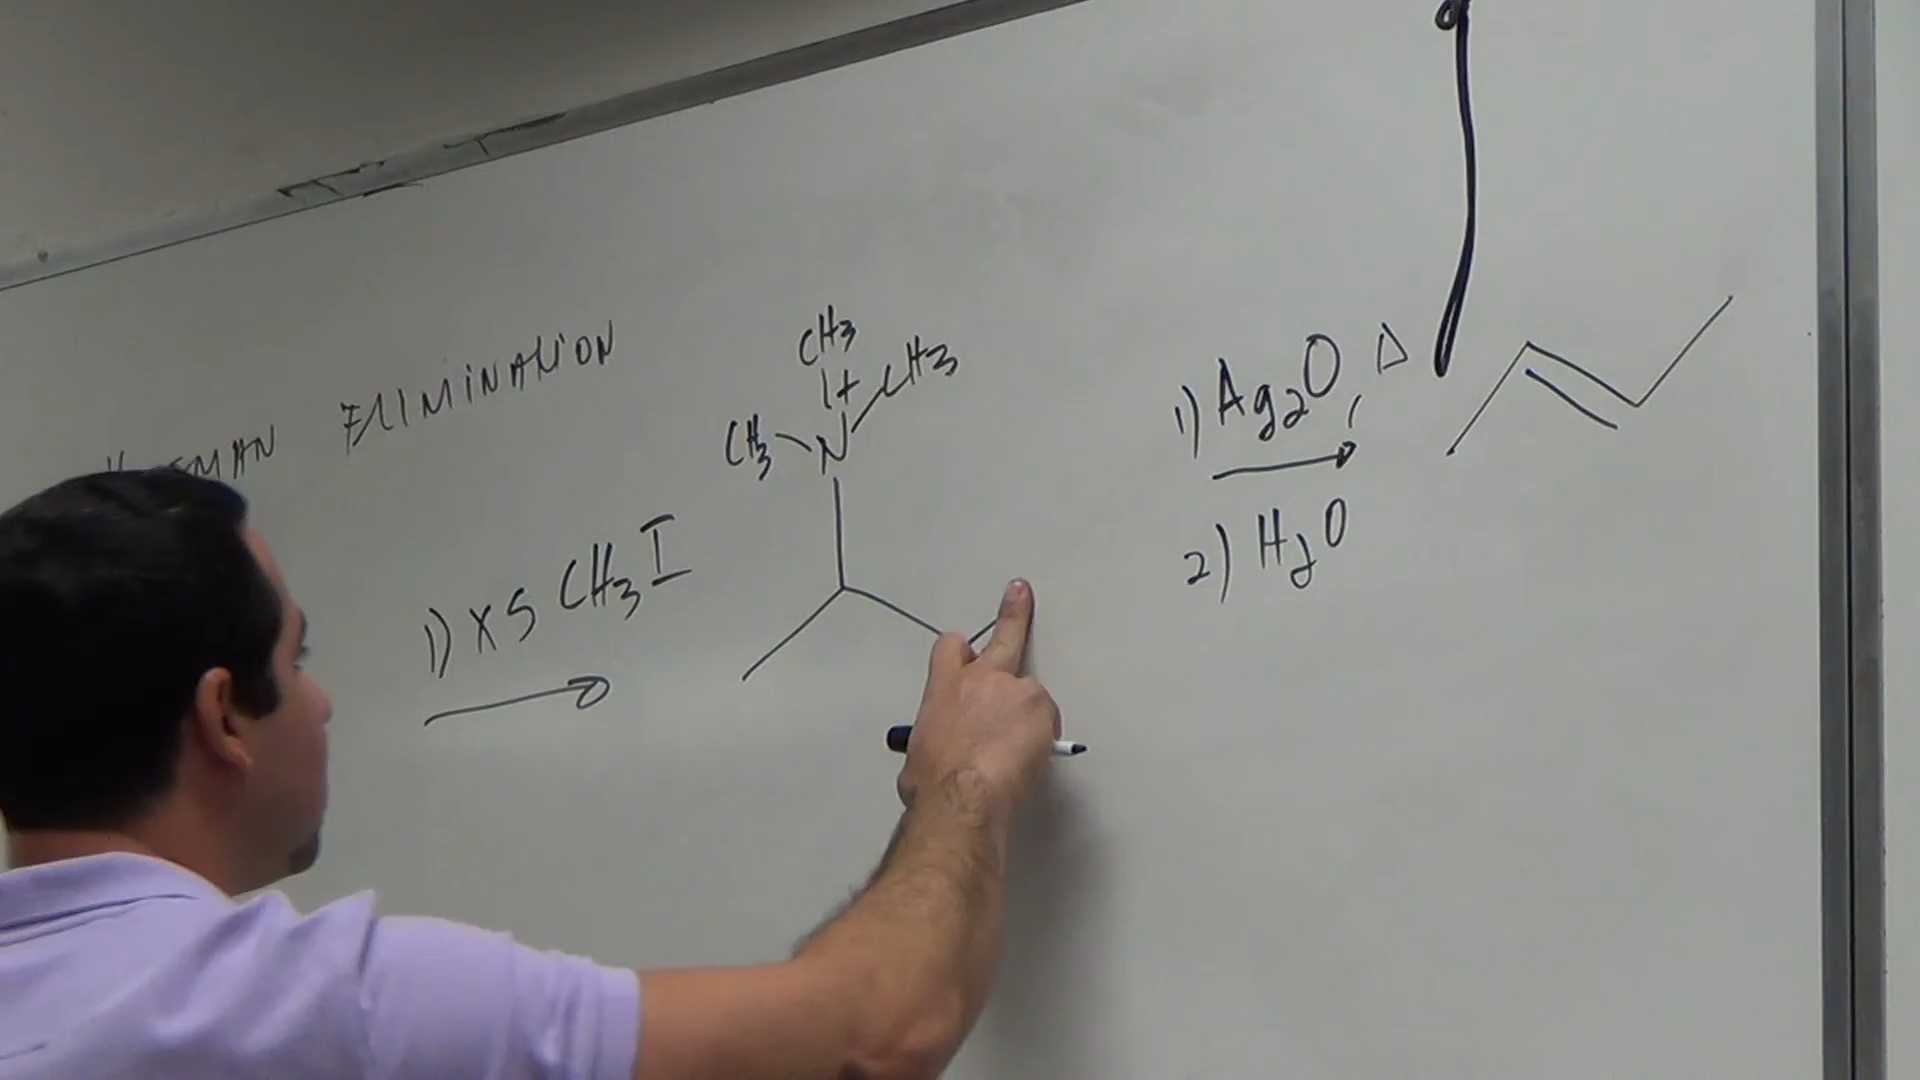 ELIMINATION
1) XS CH3I
CH3
+
CH3 N CH3
1) Ag2O, Δ
2) H2O